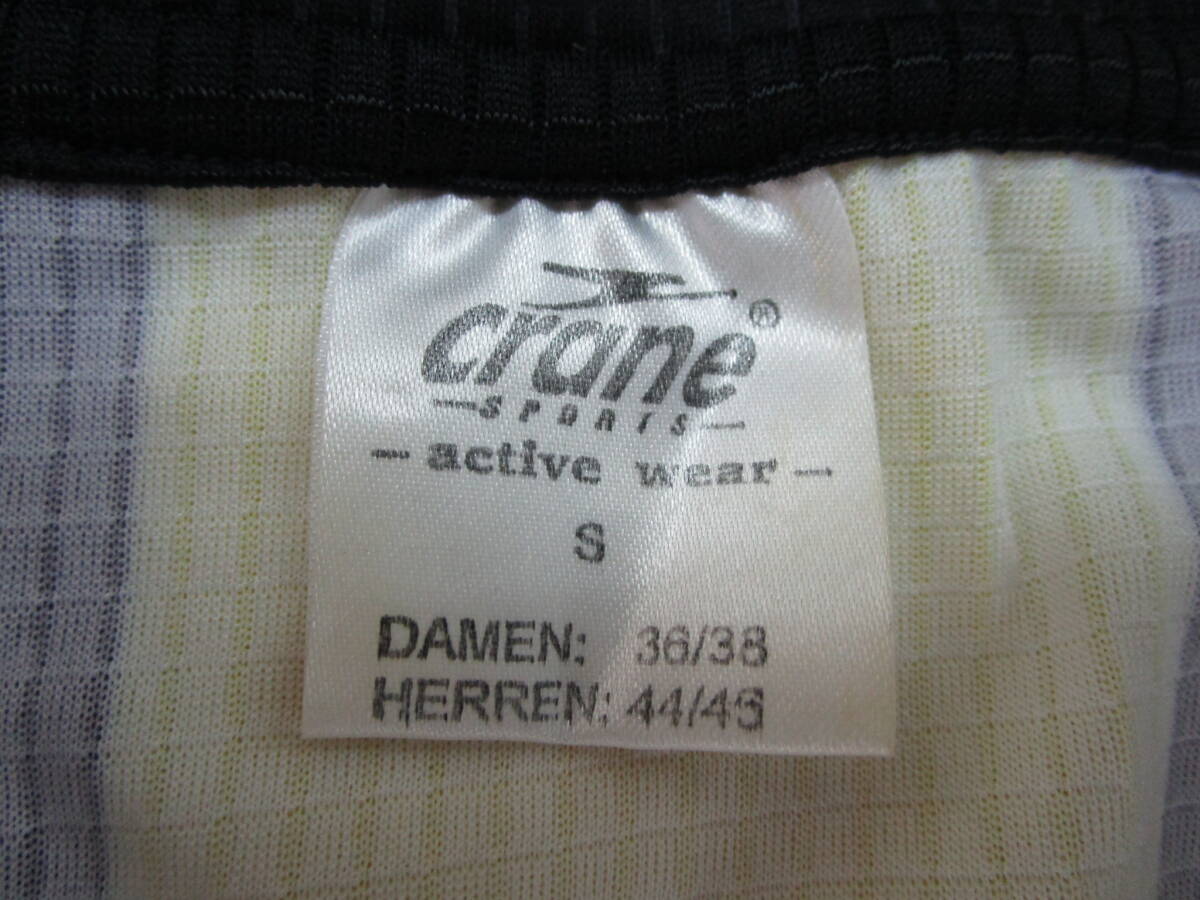 crane®
SPORTS
- active wear -
S
DAMEN: 36/38
HERREN: 44/46